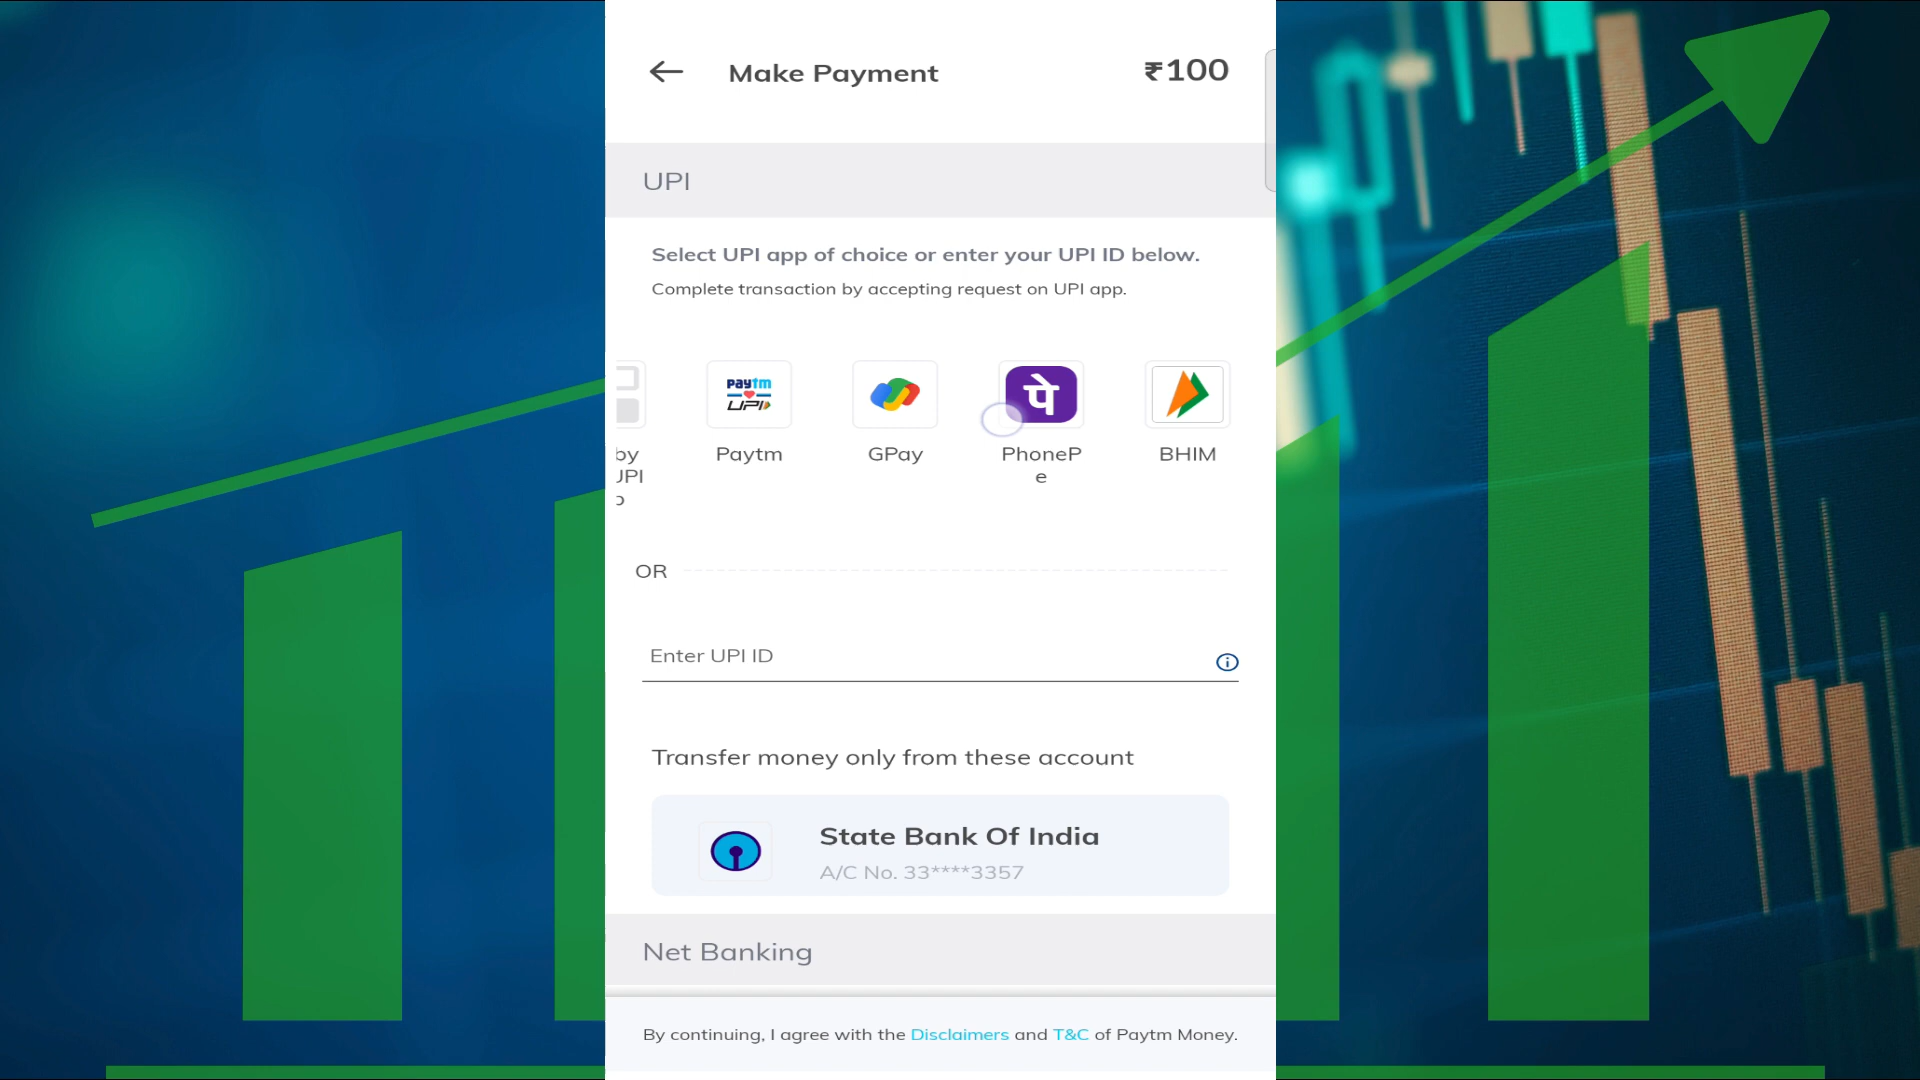 Make Payment
₹100
UPI
Select UPI app of choice or enter your UPI ID below.
Complete transaction by accepting request on UPI app.
paytm
UPI
पे
by
UPI
Paytm
GPay
PhoneP
e
BHIM
OR
Enter UPI ID
Transfer money only from these account
State Bank Of India
A/C No. 33****3357
Net Banking
By continuing, I agree with the Disclaimers and T&C of Paytm Money.